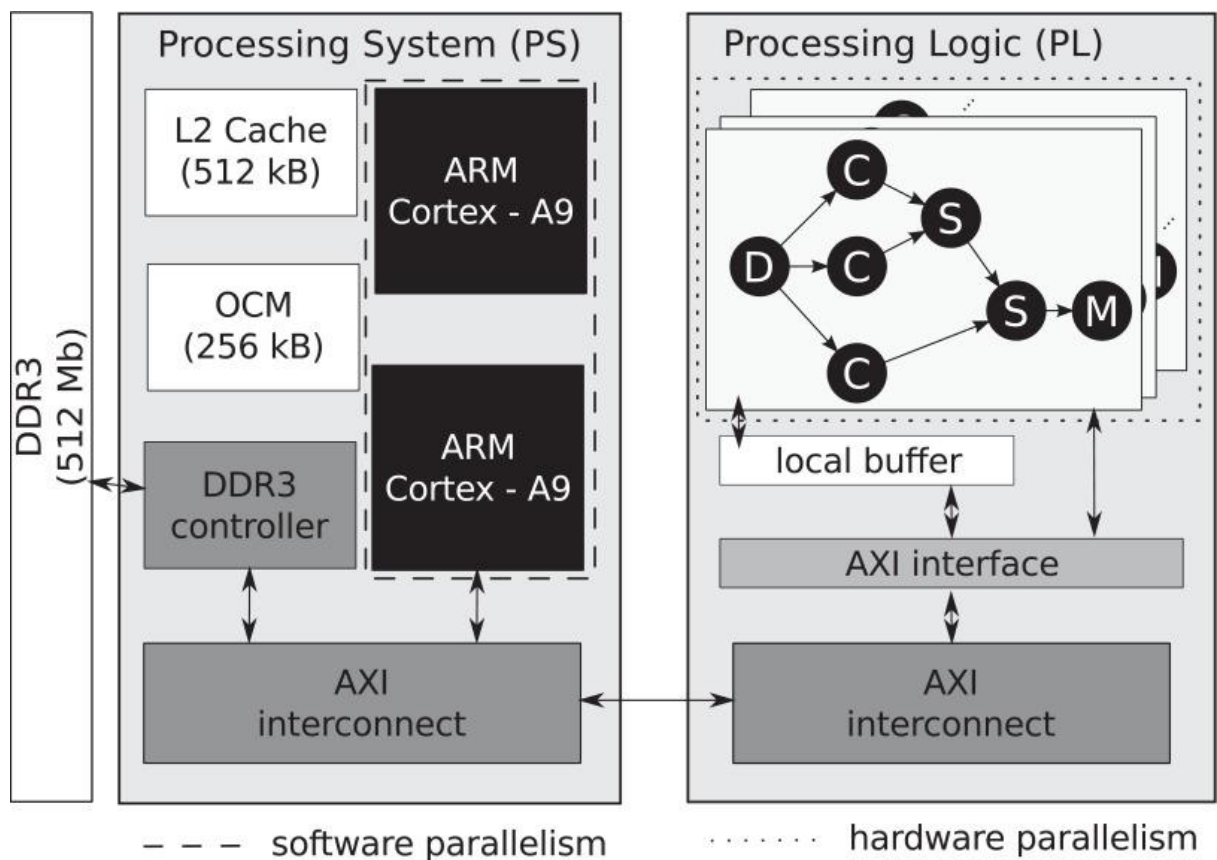 DDR3
(512 Mb)
Processing System (PS)
L2 Cache
(512 kB)
ARM
Cortex - A9
OCM
(256 kB)
ARM
Cortex - A9
DDR3
controller
AXI
interconnect
software parallelism
Processing Logic (PL)
C
S
D
C
S
M
C
local buffer
AXI interface
AXI
interconnect
hardware parallelism